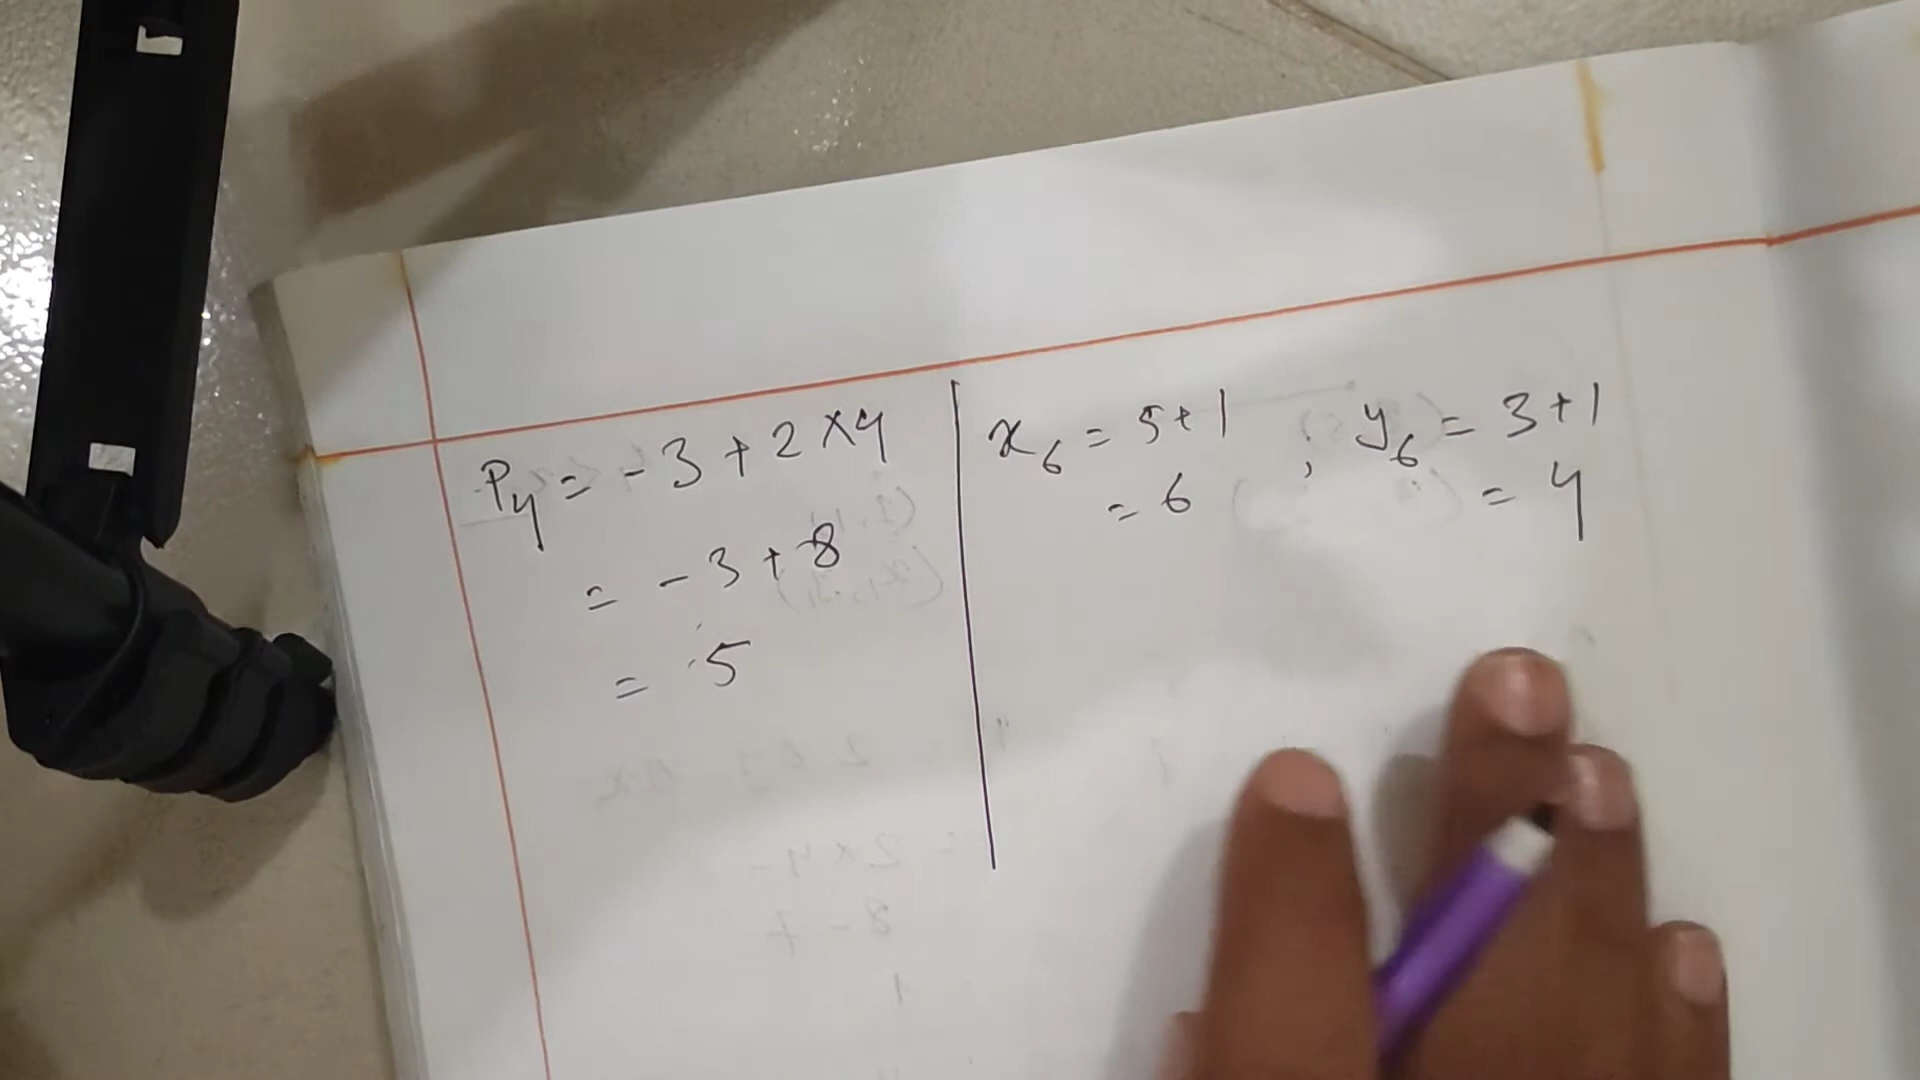 P₄ = -3 + 2 × 4
= -3 + 8
= 5
x₆ = 5 + 1 ; y₆ = 3 + 1
= 6 = 4